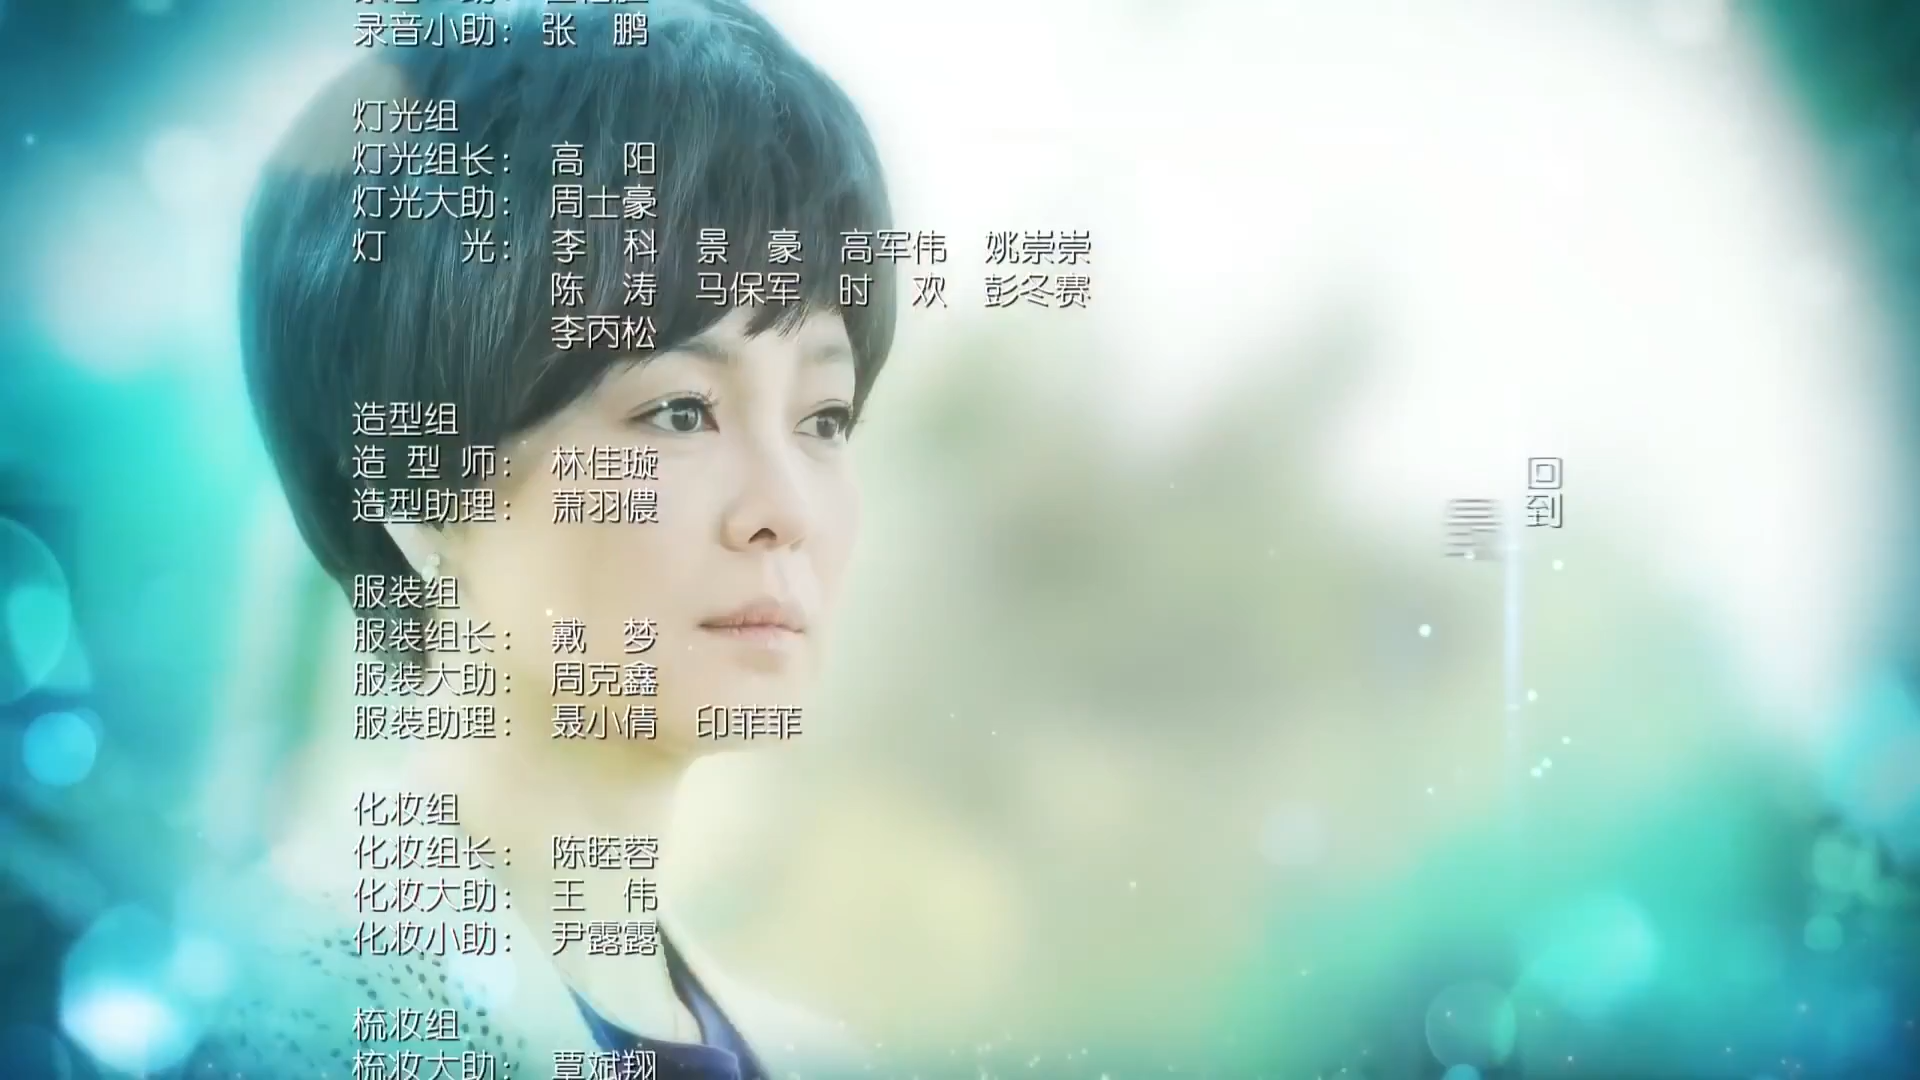 录音小助： 张 鹏
灯光组
灯光组长： 高 阳
灯光大助： 周士豪
灯 光： 李 科 景 豪 高军伟 姚崇崇
陈 涛 马保军 时 欢 彭冬赛
李丙松
造型组
造 型 师： 林佳璇
造型助理： 萧羽儂
服装组
服装组长： 戴 梦
服装大助： 周克鑫
服装助理： 聂小倩 印菲菲
化妆组
化妆组长： 陈睦蓉
化妆大助： 王 伟
化妆小助： 尹露露
梳妆组
梳妆大助： 覃斌翔
回到